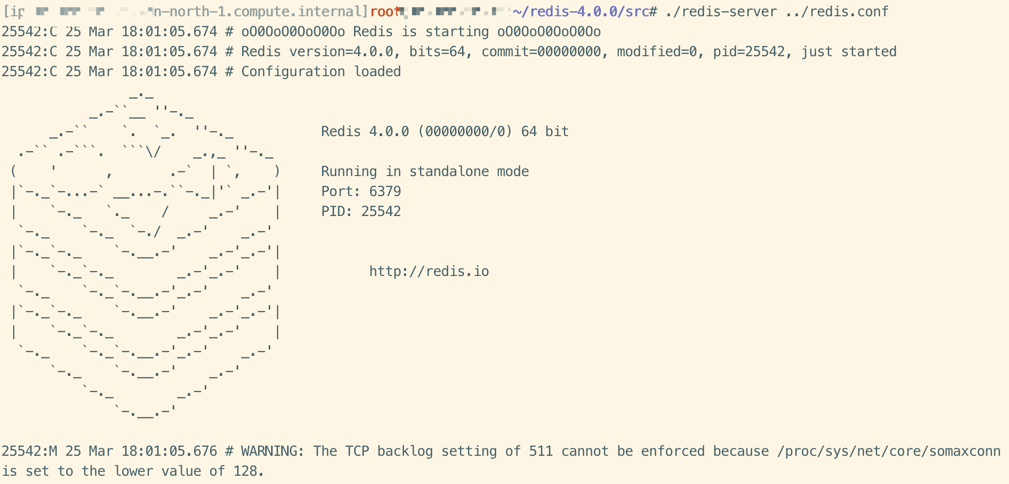 [ip n-north-1.compute.internal]root ~/redis-4.0.0/src# ./redis-server ../redis.conf
25542:C 25 Mar 18:01:05.674 # oO0OoO0OoO0Oo Redis is starting oO0OoO0OoO0Oo
25542:C 25 Mar 18:01:05.674 # Redis version=4.0.0, bits=64, commit=00000000, modified=0, pid=25542, just started
25542:C 25 Mar 18:01:05.674 # Configuration loaded
Redis 4.0.0 (00000000/0) 64 bit
Running in standalone mode
Port: 6379
PID: 25542
http://redis.io
25542:M 25 Mar 18:01:05.676 # WARNING: The TCP backlog setting of 511 cannot be enforced because /proc/sys/net/core/somaxconn
is set to the lower value of 128.